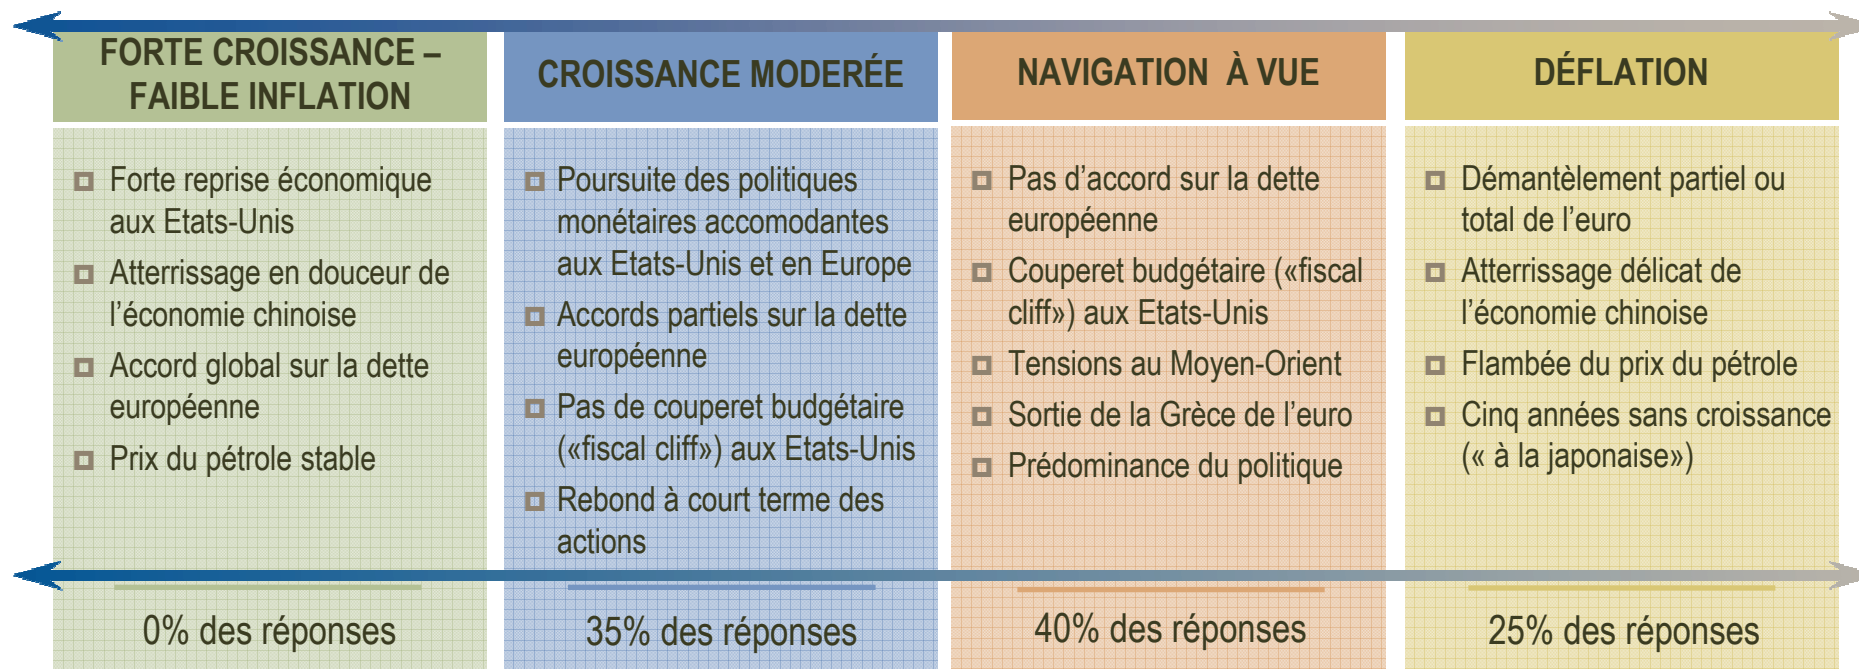 FORTE CROISSANCE –
FAIBLE INFLATION
Forte reprise économique
aux Etats-Unis
Atterrissage en douceur de
l’économie chinoise
Accord global sur la dette
européenne
Prix du pétrole stable
0% des réponses
CROISSANCE MODERÉE
Poursuite des politiques
monétaires accomodantes
aux Etats-Unis et en Europe
Accords partiels sur la dette
européenne
Pas de couperet budgétaire
(«fiscal cliff») aux Etats-Unis
Rebond à court terme des
actions
35% des réponses
NAVIGATION À VUE
Pas d’accord sur la dette
européenne
Couperet budgétaire («fiscal
cliff») aux Etats-Unis
Tensions au Moyen-Orient
Sortie de la Grèce de l’euro
Prédominance du politique
40% des réponses
DÉFLATION
Démantèlement partiel ou
total de l’euro
Atterrissage délicat de
l’économie chinoise
Flambée du prix du pétrole
Cinq années sans croissance
(« à la japonaise»)
25% des réponses